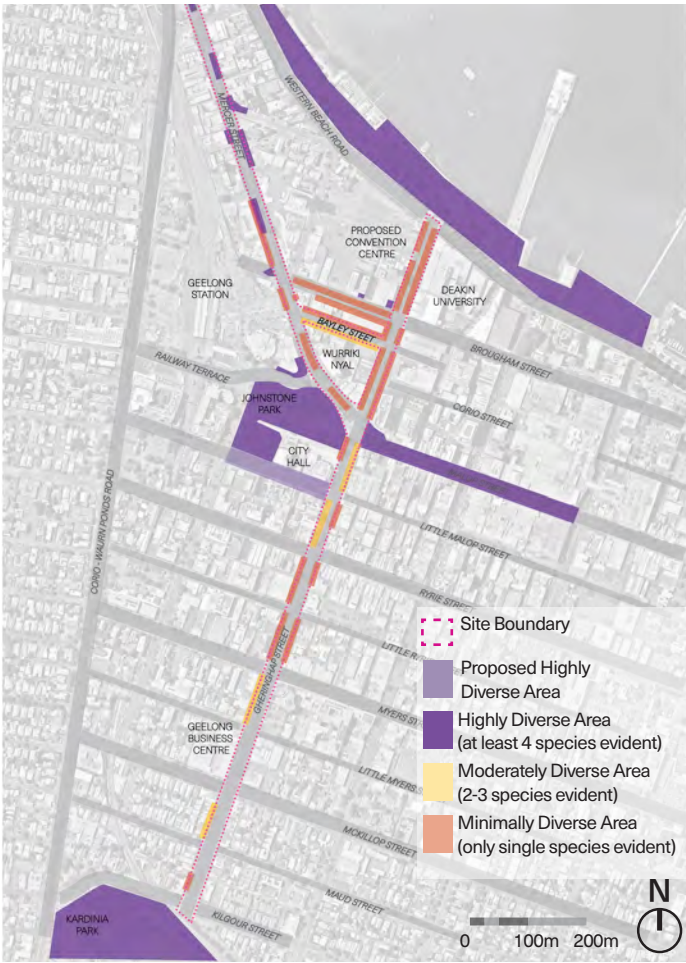 WESTERN BEACH ROAD
MERCER STREET
PROPOSED
CONVENTION
CENTRE
GEELONG
STATION
DEAKIN
UNIVERSITY
BAYLEY STEET
BROUGHAM STREET
WURRIKI
NYAL
RAILWAY TERRACE
CORIO STREET
JOHNSTONE
PARK
CITY
HALL
CORIO - WAURN PONDS ROAD
LITTLE MALOP STREET
RYRIE STREET
LITTLE R
MYERS ST
LITTLE MYERS
MCKILLOP STREET
MAUD STREET
KILGOUR STREET
GHERINGHAP STREET
GEELONG
BUSINESS
CENTRE
KARDINIA
PARK
Site Boundary
Proposed Highly
Diverse Area
Highly Diverse Area
(at least 4 species evident)
Moderately Diverse Area
(2-3 species evident)
Minimally Diverse Area
(only single species evident)
N
0 100m 200m